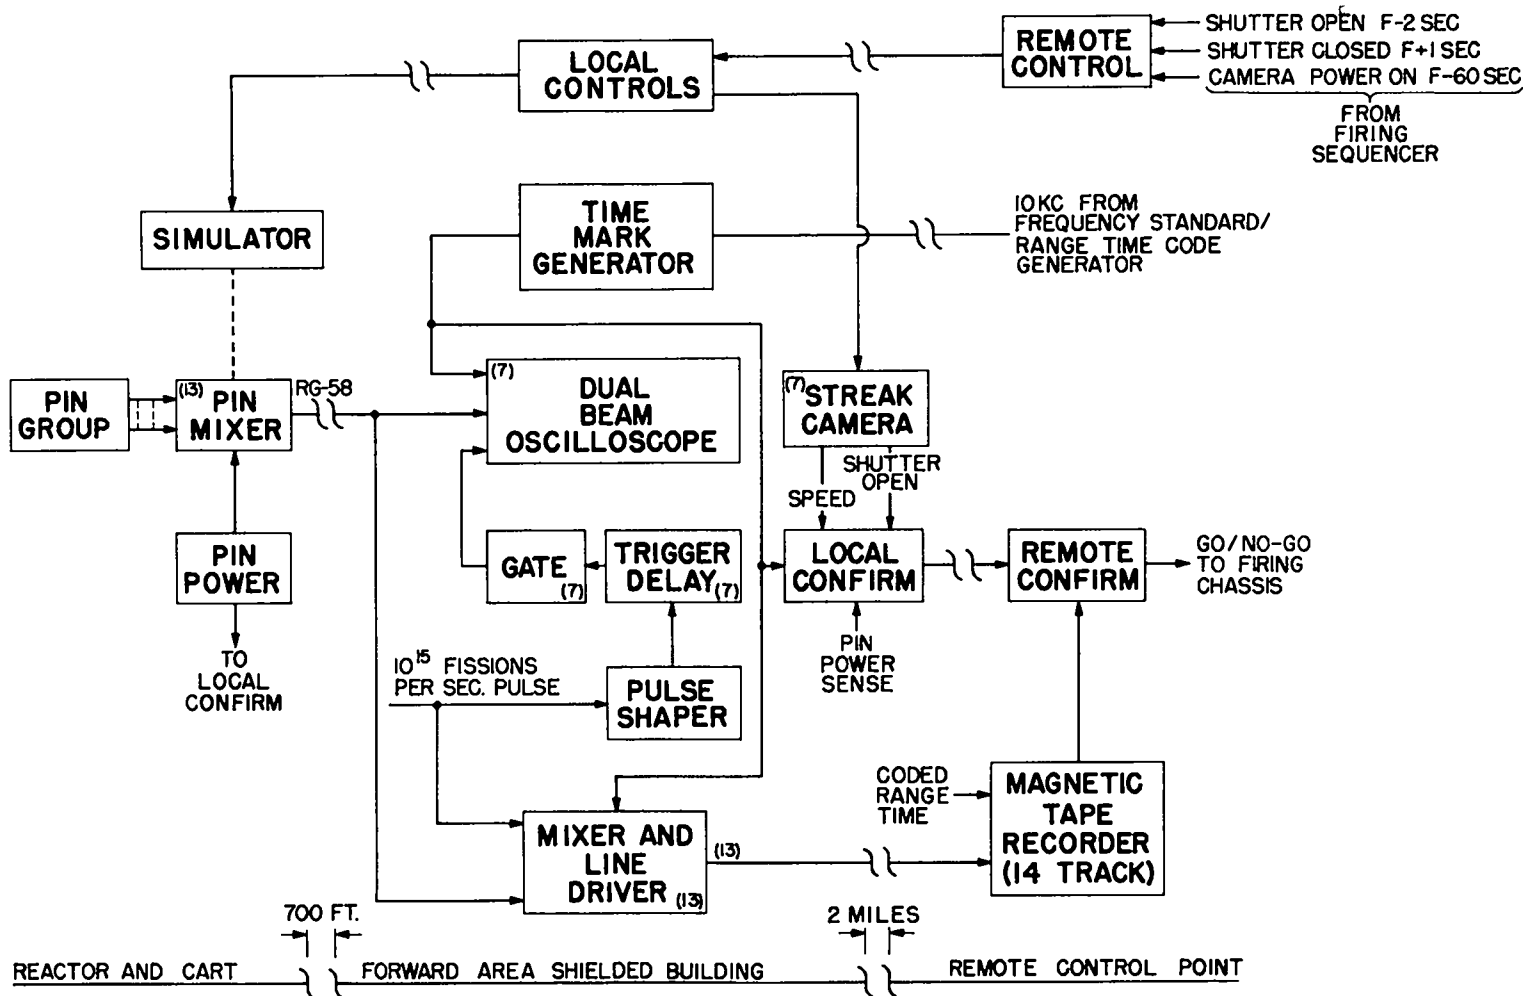 SHUTTER OPEN F-2 SEC
SHUTTER CLOSED F+1 SEC
CAMERA POWER ON F-60 SEC
FROM
FIRING
SEQUENCER
REMOTE
CONTROL
LOCAL
CONTROLS
SIMULATOR
TIME
MARK
GENERATOR
10KC FROM
FREQUENCY STANDARD/
RANGE TIME CODE
GENERATOR
PIN
GROUP
(13)
PIN
MIXER
RG-58
(7)
DUAL
BEAM
OSCILLOSCOPE
(7)
STREAK
CAMERA
SPEED
SHUTTER
OPEN
PIN
POWER
TO
LOCAL
CONFIRM
GATE
(7)
TRIGGER
DELAY (7)
LOCAL
CONFIRM
PIN
POWER
SENSE
REMOTE
CONFIRM
GO/NO-GO
TO FIRING
CHASSIS
10¹⁵ FISSIONS
PER SEC. PULSE
PULSE
SHAPER
MIXER AND
LINE
DRIVER (13)
(13)
CODED
RANGE
TIME
MAGNETIC
TAPE
RECORDER
(14 TRACK)
700 FT.
2 MILES
REACTOR AND CART
FORWARD AREA SHIELDED BUILDING
REMOTE CONTROL POINT